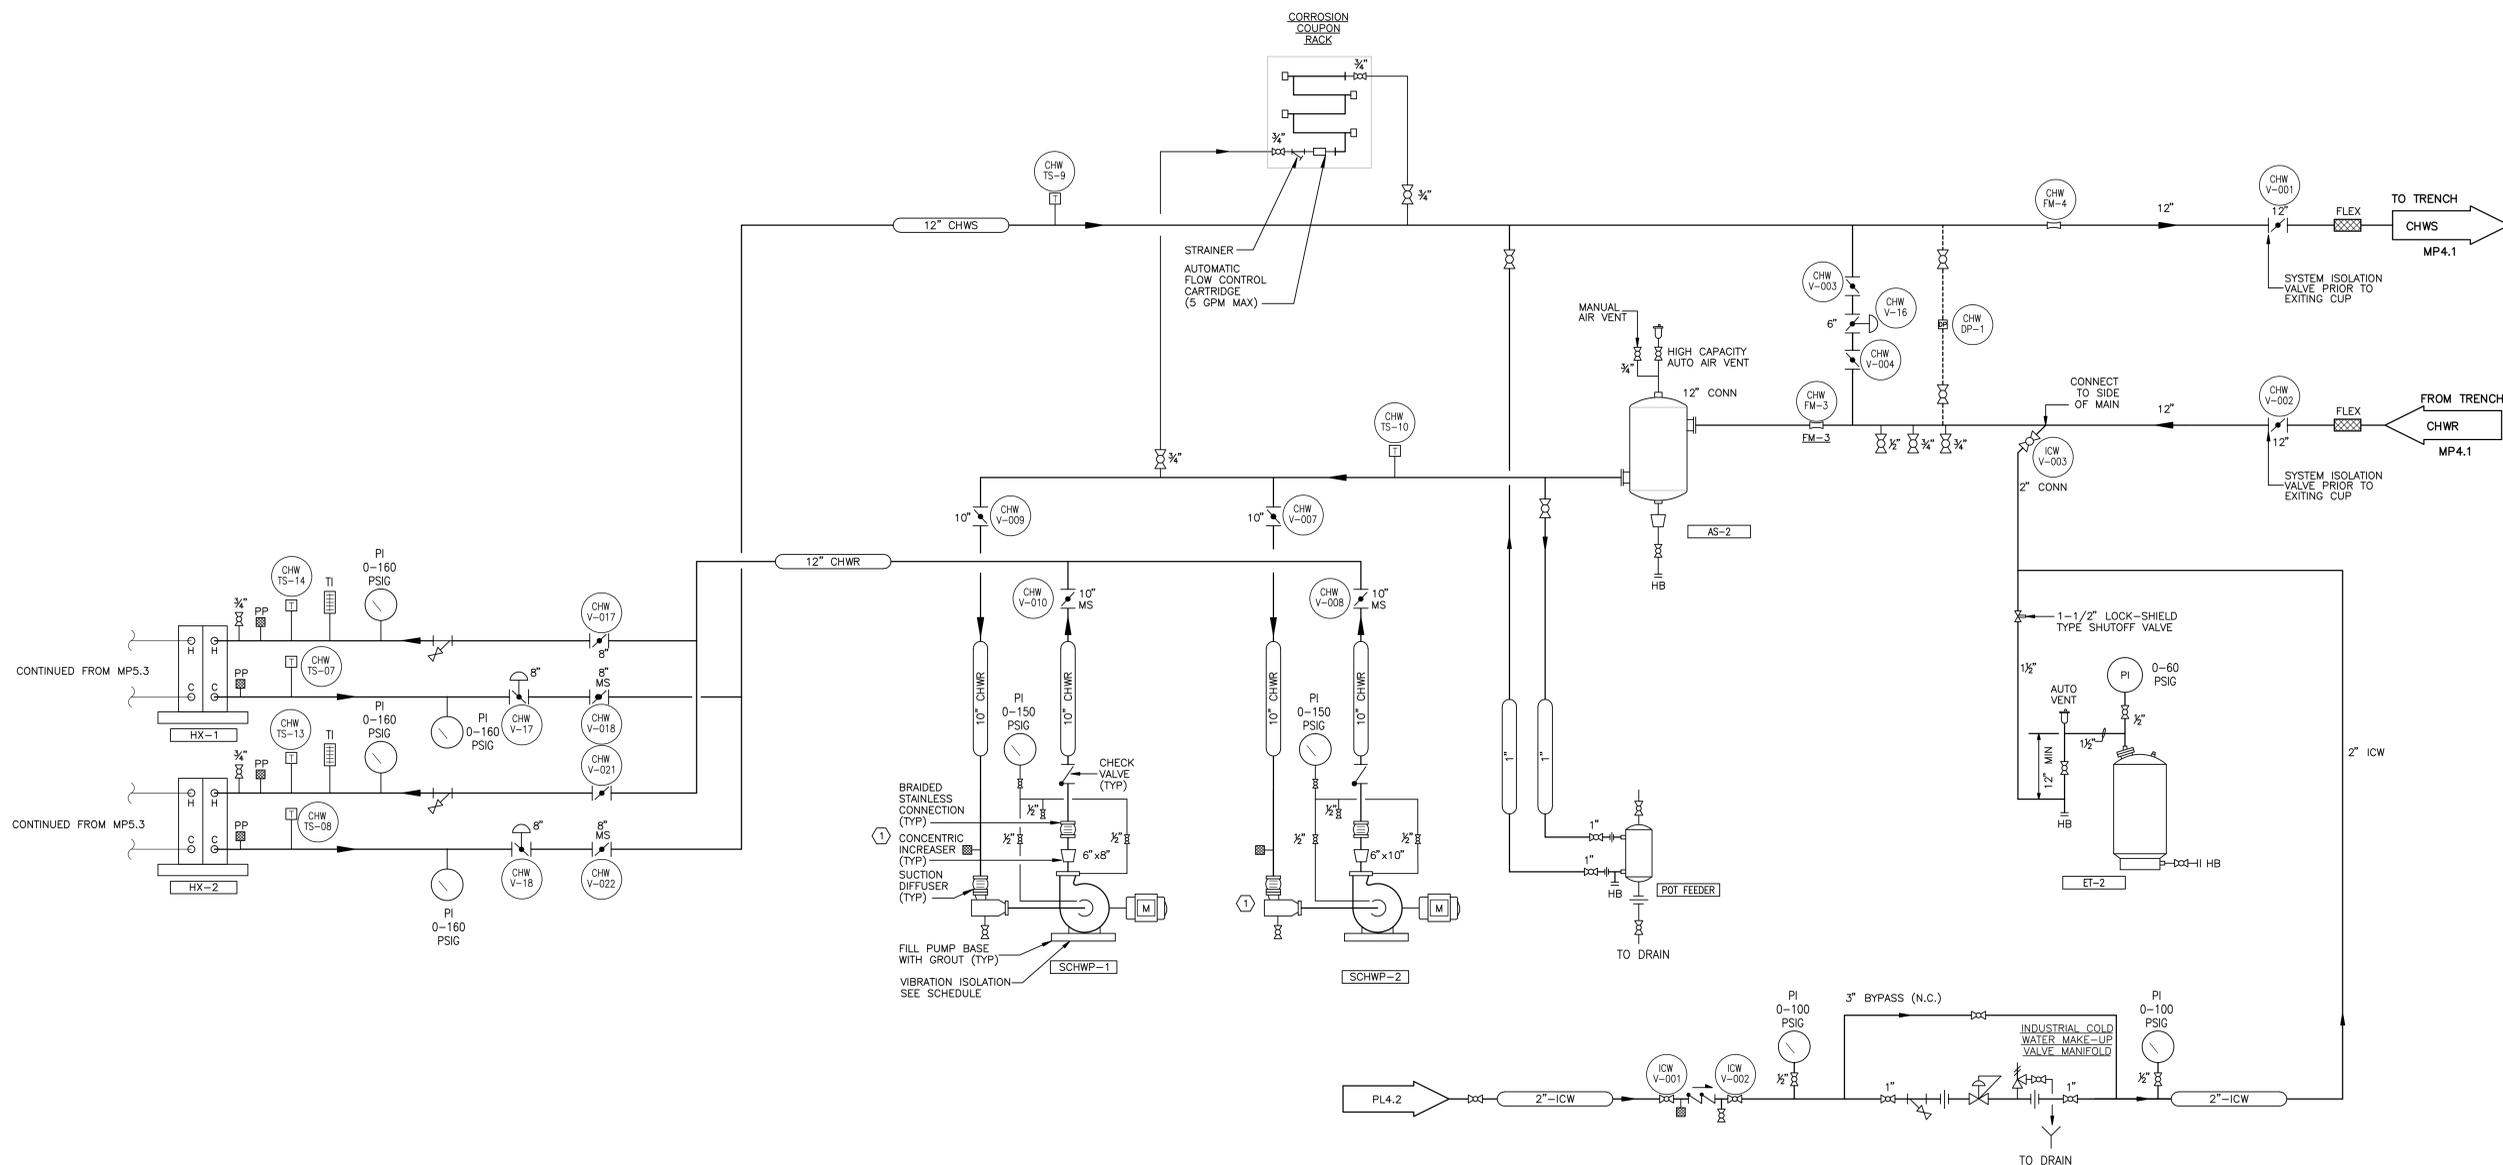 CORROSION
COUPON
RACK
¾"
¾"
CHW
TS-9
¾"
12" CHWS
STRAINER
AUTOMATIC
FLOW CONTROL
CARTRIDGE
(5 GPM MAX)
CHW
FM-4
12"
CHW
V-001
12"
FLEX
TO TRENCH
CHWS
MP4.1
SYSTEM ISOLATION
VALVE PRIOR TO
EXITING CUP
CHW
V-003
CHW
V-16
6"
CHW
V-004
CHW
DP-1
DP
MANUAL
AIR VENT
HIGH CAPACITY
AUTO AIR VENT
¾"
12" CONN
CHW
FM-3
FM-3
½"
¾"
¾"
CONNECT
TO SIDE
OF MAIN
12"
CHW
V-002
12"
FLEX
FROM TRENCH
CHWR
MP4.1
SYSTEM ISOLATION
VALVE PRIOR TO
EXITING CUP
ICW
V-003
2" CONN
CHW
TS-10
T
T
¾"
10"
CHW
V-009
10"
CHW
V-007
AS-2
HB
12" CHWR
CHW
V-010
10"
MS
CHW
V-008
10"
MS
CHW
TS-14
T
TI
PI
0-160
PSIG
¾"
PP
CHW
V-017
8"
H
H
CONTINUED FROM MP5.3
C
C
PP
T
CHW
TS-07
8"
CHW
V-17
8"
MS
CHW
V-018
PI
0-160
PSIG
HX-1
CHW
TS-13
T
TI
PI
0-160
PSIG
¾"
PP
CHW
V-021
H
H
CONTINUED FROM MP5.3
C
C
PP
T
CHW
TS-08
8"
CHW
V-18
8"
MS
CHW
V-022
PI
0-160
PSIG
HX-2
10" CHWR
10" CHWR
PI
0-150
PSIG
CHECK
VALVE
(TYP)
BRAIDED
STAINLESS
CONNECTION
(TYP)
1
CONCENTRIC
INCREASER
(TYP)
SUCTION
DIFFUSER
(TYP)
½"
½"
½"
6"x8"
M
FILL PUMP BASE
WITH GROUT (TYP)
VIBRATION ISOLATION
SEE SCHEDULE
SCHWP-1
10" CHWR
10" CHWR
PI
0-150
PSIG
½"
½"
½"
6"x10"
1
M
SCHWP-2
1"
1"
1"
1"
HB
POT FEEDER
TO DRAIN
1-1/2" LOCK-SHIELD
TYPE SHUTOFF VALVE
1½"
PI
0-60
PSIG
AUTO
VENT
½"
1½"
12" MIN
HB
HB
ET-2
2" ICW
PL4.2
2"-ICW
ICW
V-001
ICW
V-002
PI
0-100
PSIG
½"
3" BYPASS (N.C.)
INDUSTRIAL COLD
WATER MAKE-UP
VALVE MANIFOLD
1"
1"
PI
0-100
PSIG
½"
2"-ICW
TO DRAIN